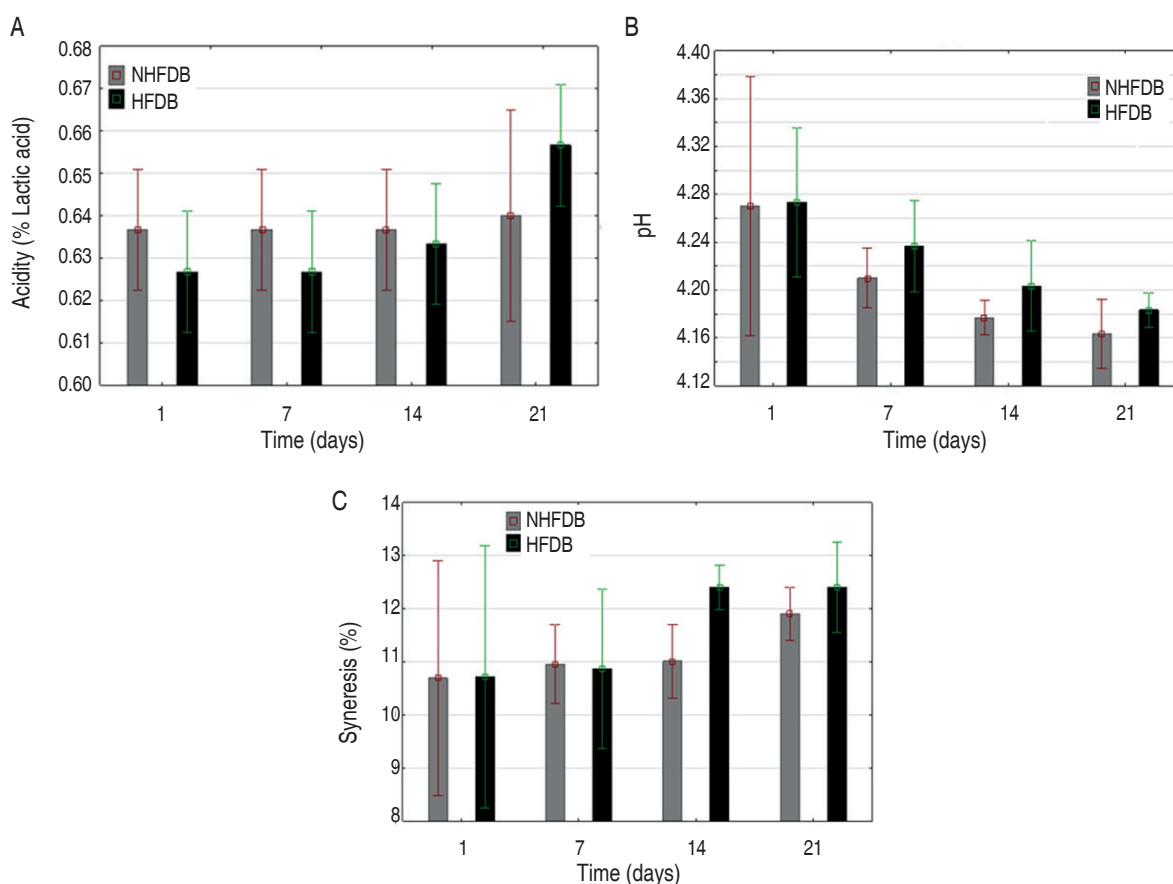 A
Acidity (% Lactic acid)
0.68
0.67
0.66
0.65
0.64
0.63
0.62
0.61
0.60
NHFDB
HFDB
1 7 14 21
Time (days)
B
pH
4.40
4.36
4.32
4.28
4.24
4.20
4.16
4.12
NHFDB
HFDB
1 7 14 21
Time (days)
C
Syneresis (%)
14
13
12
11
10
9
8
NHFDB
HFDB
1 7 14 21
Time (days)